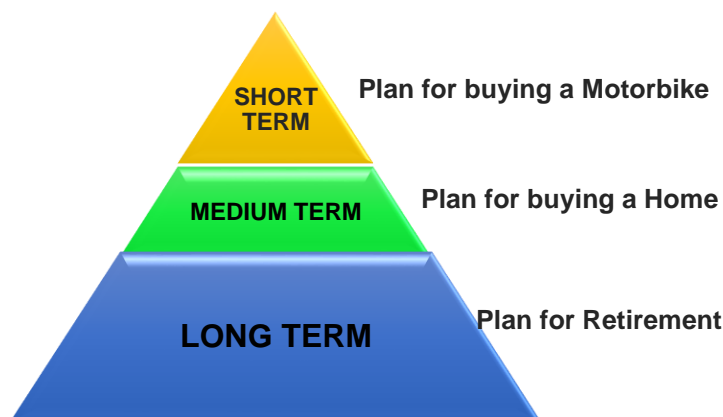 SHORT
TERM
Plan for buying a Motorbike
MEDIUM TERM
Plan for buying a Home
LONG TERM
Plan for Retirement